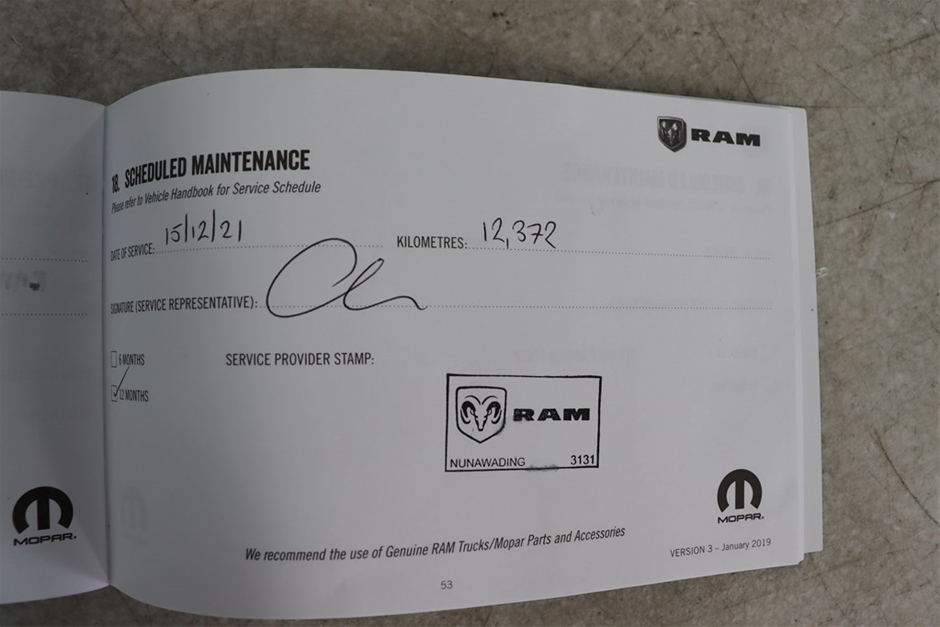 RAM
18. SCHEDULED MAINTENANCE
Please refer to Vehicle Handbook for Service Schedule
DATE OF SERVICE: 15/12/21 KILOMETRES: 12,372
SIGNATURE (SERVICE REPRESENTATIVE):
6 MONTHS
12 MONTHS
SERVICE PROVIDER STAMP:
RAM
NUNAWADING 3131
MOPAR.
MOPAR.
We recommend the use of Genuine RAM Trucks/Mopar Parts and Accessories
VERSION 3 – January 2019
53